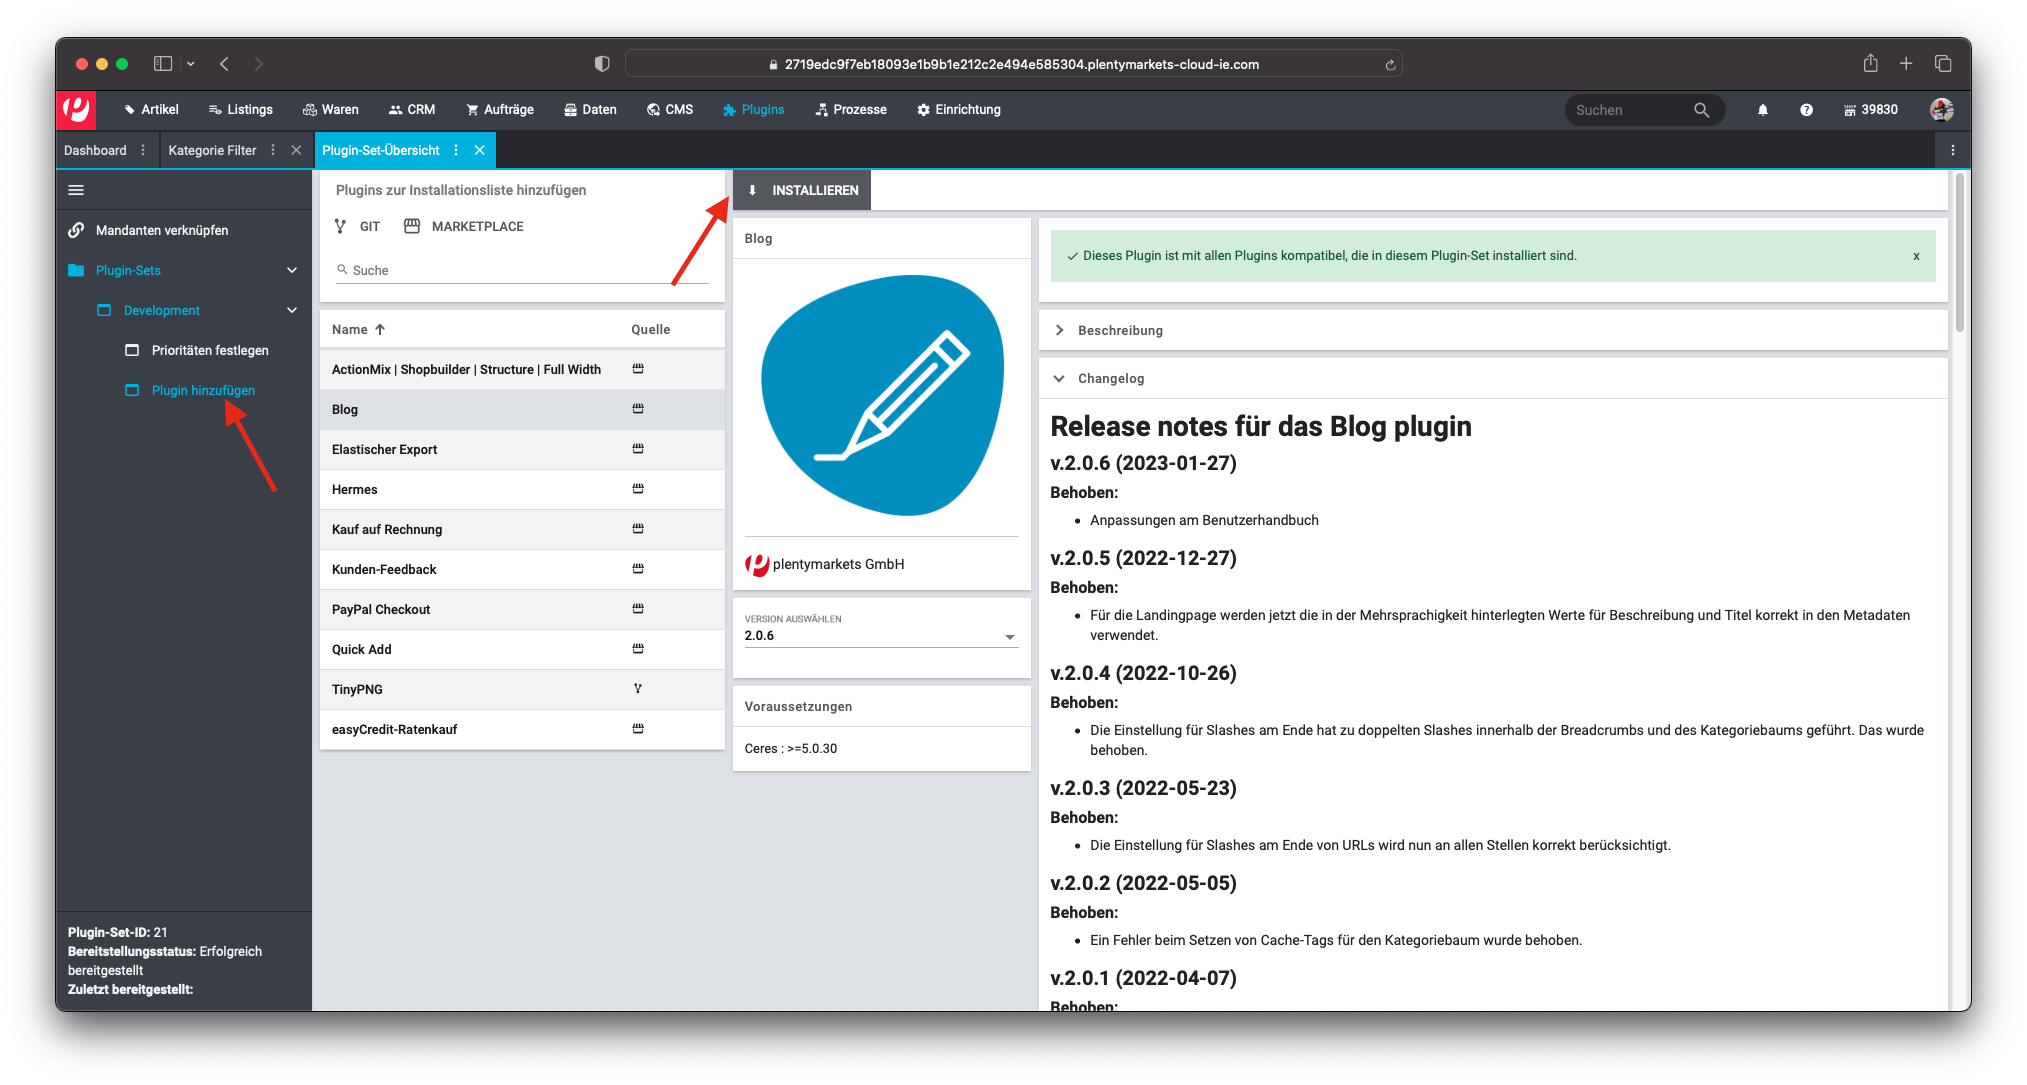 2719edc9f7eb18093e1b9b1e212c2e494e585304.plentymarkets-cloud-ie.com
Artikel
Listings
Waren
CRM
Aufträge
Daten
CMS
Plugins
Prozesse
Einrichtung
Suchen
39830
Dashboard
Kategorie Filter
Plugin-Set-Übersicht
Mandanten verknüpfen
Plugin-Sets
Development
Prioritäten festlegen
Plugin hinzufügen
Plugin-Set-ID: 21
Bereitstellungsstatus: Erfolgreich
bereitgestellt
Zuletzt bereitgestellt:
Plugins zur Installationsliste hinzufügen
GIT
MARKETPLACE
Suche
Name
Quelle
ActionMix | Shopbuilder | Structure | Full Width
Blog
Elastischer Export
Hermes
Kauf auf Rechnung
Kunden-Feedback
PayPal Checkout
Quick Add
TinyPNG
easyCredit-Ratenkauf
INSTALLIEREN
Blog
plentymarkets GmbH
VERSION AUSWÄHLEN
2.0.6
Voraussetzungen
Ceres : >=5.0.30
Dieses Plugin ist mit allen Plugins kompatibel, die in diesem Plugin-Set installiert sind.
x
Beschreibung
Changelog
Release notes für das Blog plugin
v.2.0.6 (2023-01-27)
Behoben:
• Anpassungen am Benutzerhandbuch
v.2.0.5 (2022-12-27)
Behoben:
• Für die Landingpage werden jetzt die in der Mehrsprachigkeit hinterlegten Werte für Beschreibung und Titel korrekt in den Metadaten
verwendet.
v.2.0.4 (2022-10-26)
Behoben:
• Die Einstellung für Slashes am Ende hat zu doppelten Slashes innerhalb der Breadcrumbs und des Kategoriebaums geführt. Das wurde
behoben.
v.2.0.3 (2022-05-23)
Behoben:
• Die Einstellung für Slashes am Ende von URLs wird nun an allen Stellen korrekt berücksichtigt.
v.2.0.2 (2022-05-05)
Behoben:
• Ein Fehler beim Setzen von Cache-Tags für den Kategoriebaum wurde behoben.
v.2.0.1 (2022-04-07)
Behoben: